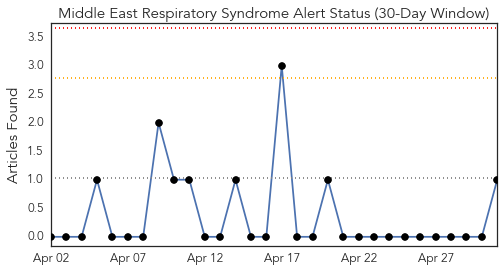 Middle East Respiratory Syndrome Alert Status (30-Day Window)
Articles Found
3.5
3.0
2.5
2.0
1.5
1.0
0.5
0.0
Apr 02 Apr 07 Apr 12 Apr 17 Apr 22 Apr 27